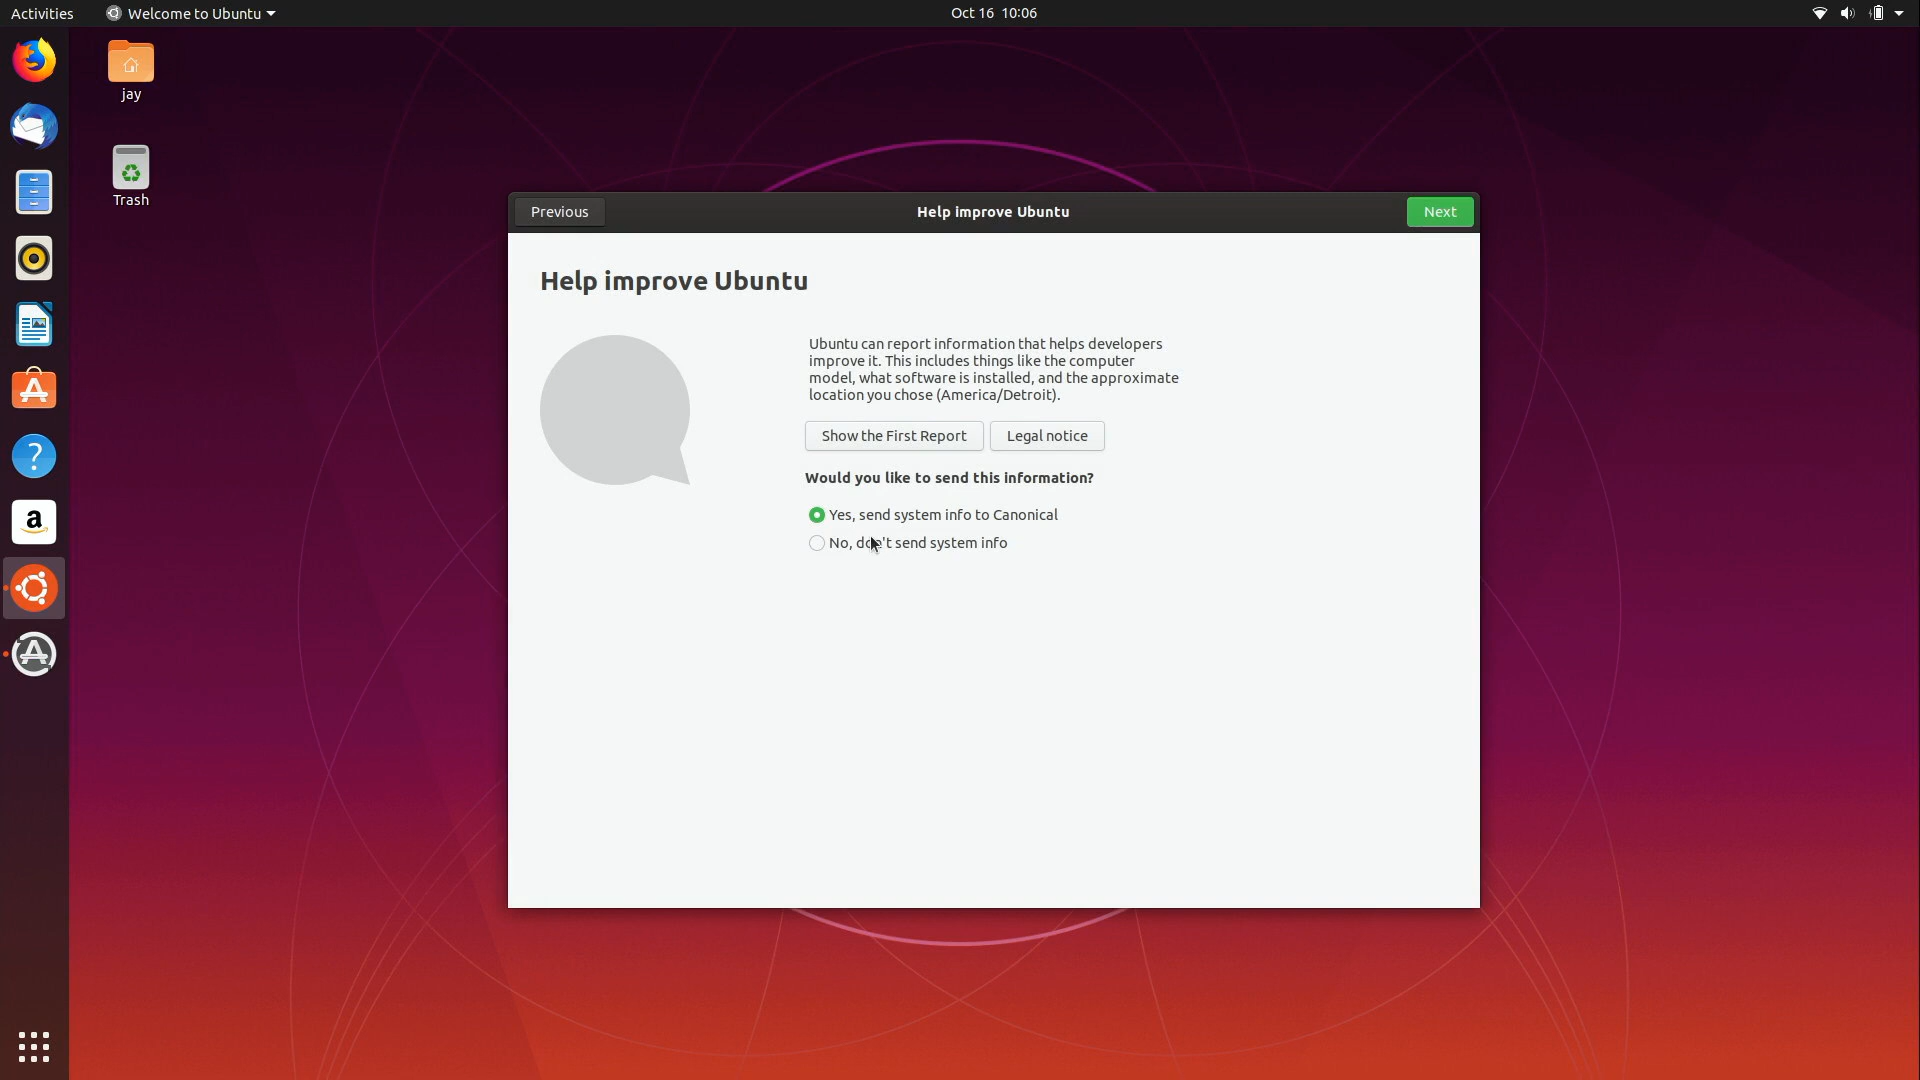 Activities
Welcome to Ubuntu
Oct 16 10:06
jay
Trash
Previous
Help improve Ubuntu
Next
Help improve Ubuntu
Ubuntu can report information that helps developers
improve it. This includes things like the computer
model, what software is installed, and the approximate
location you chose (America/Detroit).
Show the First Report
Legal notice
Would you like to send this information?
Yes, send system info to Canonical
No, don't send system info